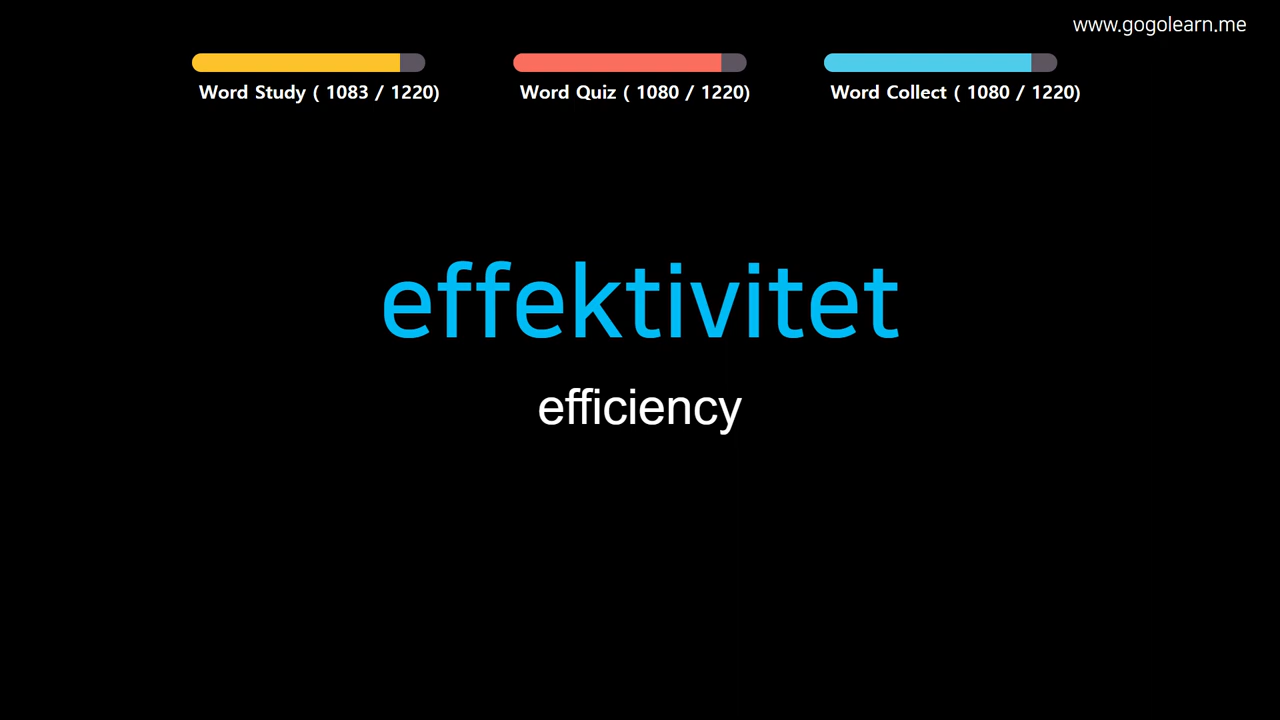 www.gogolearn.me
Word Study ( 1083 / 1220)
Word Quiz ( 1080 / 1220)
Word Collect ( 1080 / 1220)
effektivitet
efficiency